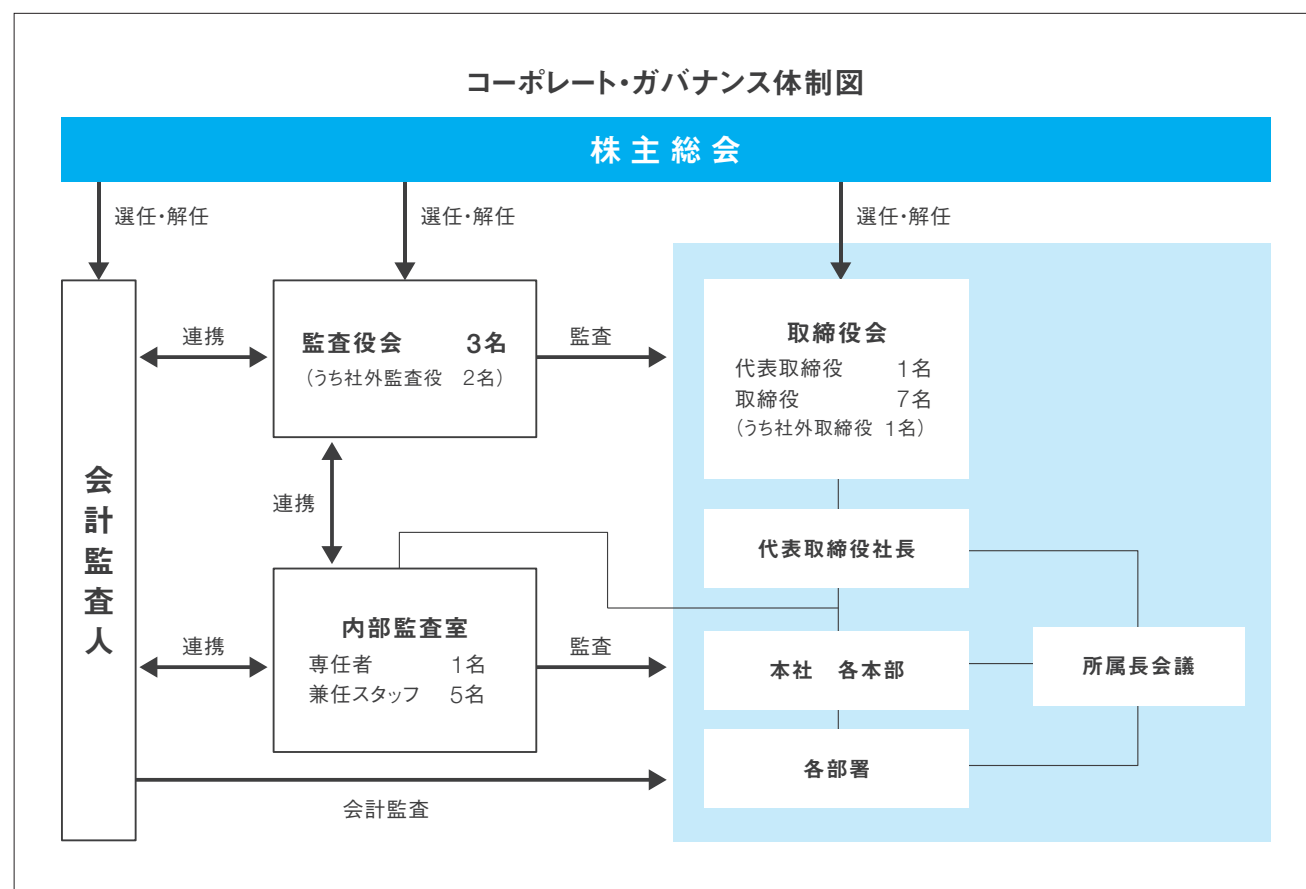 コーポレート・ガバナンス体制図
株主総会
選任・解任
選任・解任
選任・解任
会計監査人
連携
監査役会 3名
（うち社外監査役 2名）
監査
取締役会
代表取締役 1名
取締役 7名
（うち社外取締役 1名）
連携
代表取締役社長
連携
内部監査室
専任者 1名
兼任スタッフ 5名
監査
本社 各本部
所属長会議
各部署
会計監査